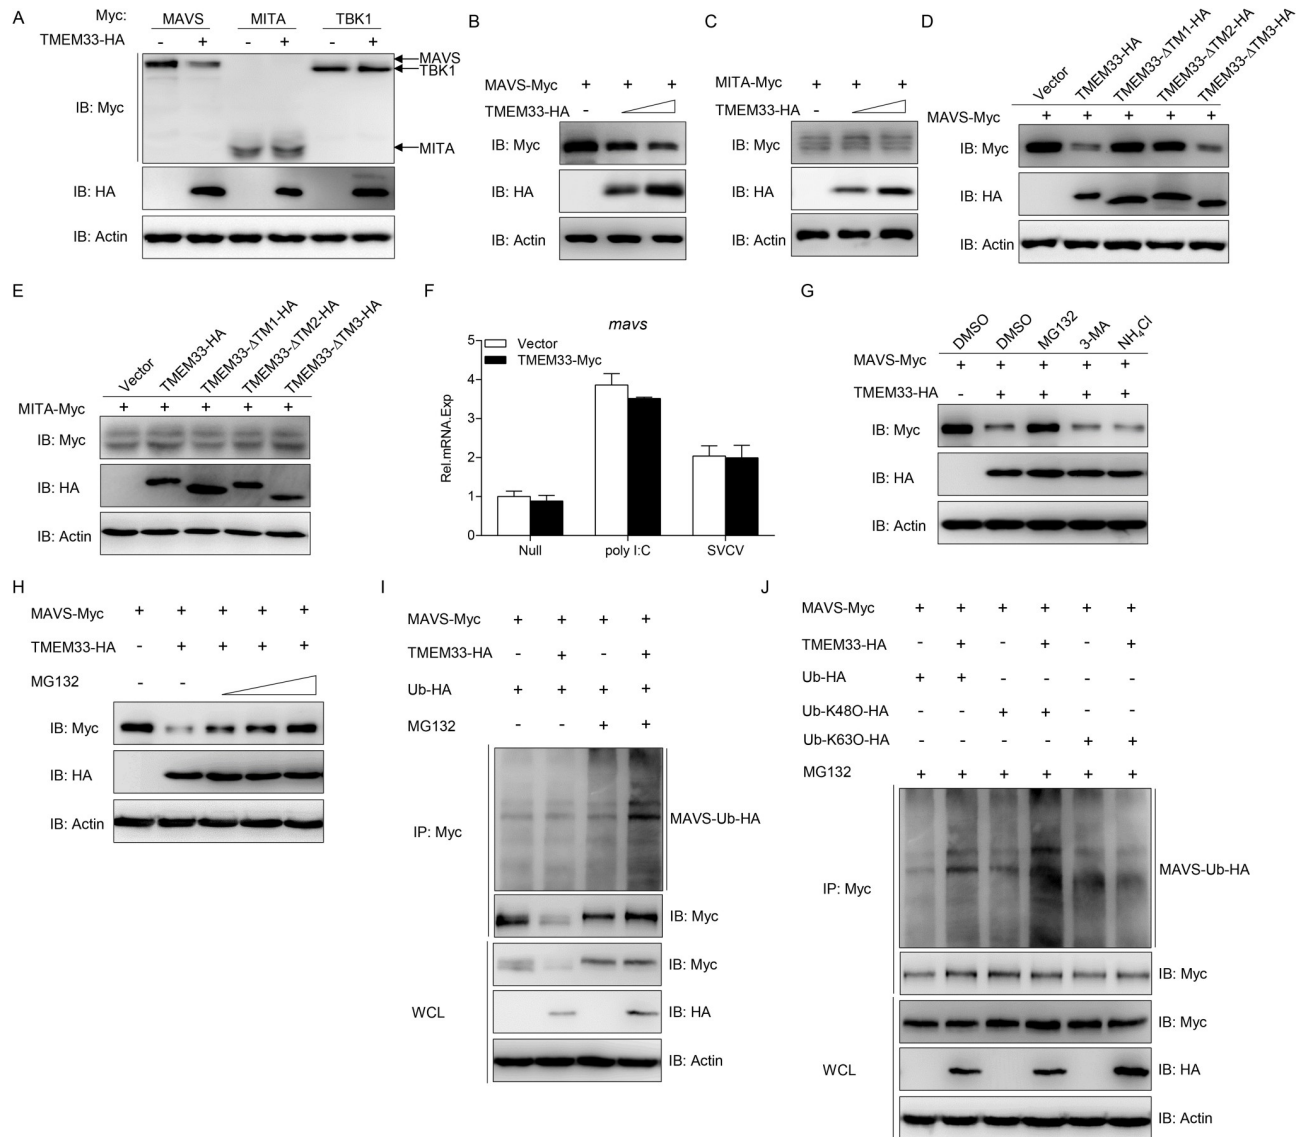 A
Myc: MAVS MITA TBK1
TMEM33-HA - + - + - +
MAVS
TBK1
IB: Myc
MITA
IB: HA
IB: Actin
B
MAVS-Myc + + +
TMEM33-HA -
IB: Myc
IB: HA
IB: Actin
C
MITA-Myc + + +
TMEM33-HA -
IB: Myc
IB: HA
IB: Actin
D
Vector TMEM33-HA TMEM33-ΔTM1-HA TMEM33-ΔTM2-HA TMEM33-ΔTM3-HA
MAVS-Myc + + + + +
IB: Myc
IB: HA
IB: Actin
E
Vector TMEM33-HA TMEM33-ΔTM1-HA TMEM33-ΔTM2-HA TMEM33-ΔTM3-HA
MITA-Myc + + + + +
IB: Myc
IB: HA
IB: Actin
F
mavs
Vector
TMEM33-Myc
Rel.mRNA.Exp
5
4
3
2
1
0
Null poly I:C SVCV
G
DMSO DMSO MG132 3-MA NH₄Cl
MAVS-Myc + + + + +
TMEM33-HA - + + + +
IB: Myc
IB: HA
IB: Actin
H
MAVS-Myc + + + + +
TMEM33-HA - + + + +
MG132 - -
IB: Myc
IB: HA
IB: Actin
I
MAVS-Myc + + + +
TMEM33-HA - + - +
Ub-HA + + + +
MG132 - - + +
IP: Myc
MAVS-Ub-HA
IB: Myc
IB: Myc
WCL
IB: HA
IB: Actin
J
MAVS-Myc + + + + + +
TMEM33-HA - + - + - +
Ub-HA + + - - - -
Ub-K48O-HA - - + + - -
Ub-K63O-HA - - - - + +
MG132 + + + + + +
IP: Myc
MAVS-Ub-HA
IB: Myc
IB: Myc
WCL
IB: HA
IB: Actin